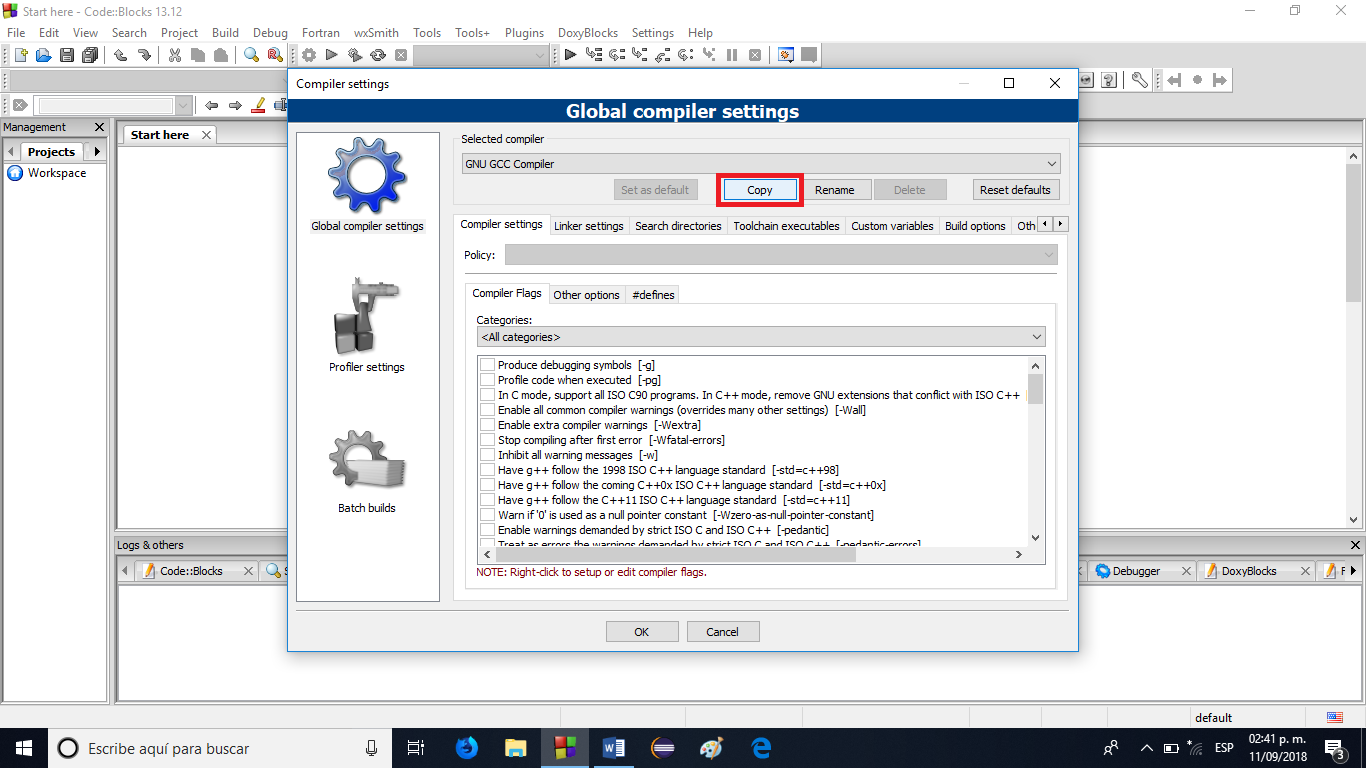 Start here - Code::Blocks 13.12
File Edit View Search Project Build Debug Fortran wxSmith Tools Tools+ Plugins DoxyBlocks Settings Help
Management
Projects
Workspace
Start here
Compiler settings
Global compiler settings
Global compiler settings
Profiler settings
Batch builds
Selected compiler
GNU GCC Compiler
Set as default Copy Rename Delete Reset defaults
Compiler settings Linker settings Search directories Toolchain executables Custom variables Build options Oth
Policy:
Compiler Flags Other options #defines
Categories:
<All categories>
Produce debugging symbols [-g]
Profile code when executed [-pg]
In C mode, support all ISO C90 programs. In C++ mode, remove GNU extensions that conflict with ISO C++
Enable all common compiler warnings (overrides many other settings) [-Wall]
Enable extra compiler warnings [-Wextra]
Stop compiling after first error [-Wfatal-errors]
Inhibit all warning messages [-w]
Have g++ follow the 1998 ISO C++ language standard [-std=c++98]
Have g++ follow the coming C++0x ISO C++ language standard [-std=c++0x]
Have g++ follow the C++11 ISO C++ language standard [-std=c++11]
Warn if '0' is used as a null pointer constant [-Wzero-as-null-pointer-constant]
Enable warnings demanded by strict ISO C and ISO C++ [-pedantic]
Treat as errors the warnings demanded by strict ISO C and ISO C++ [-pedantic-errors]
NOTE: Right-click to setup or edit compiler flags.
OK Cancel
Logs & others
Code::Blocks Debugger DoxyBlocks F
default
Escribe aquí para buscar
ESP
02:41 p. m.
11/09/2018
3